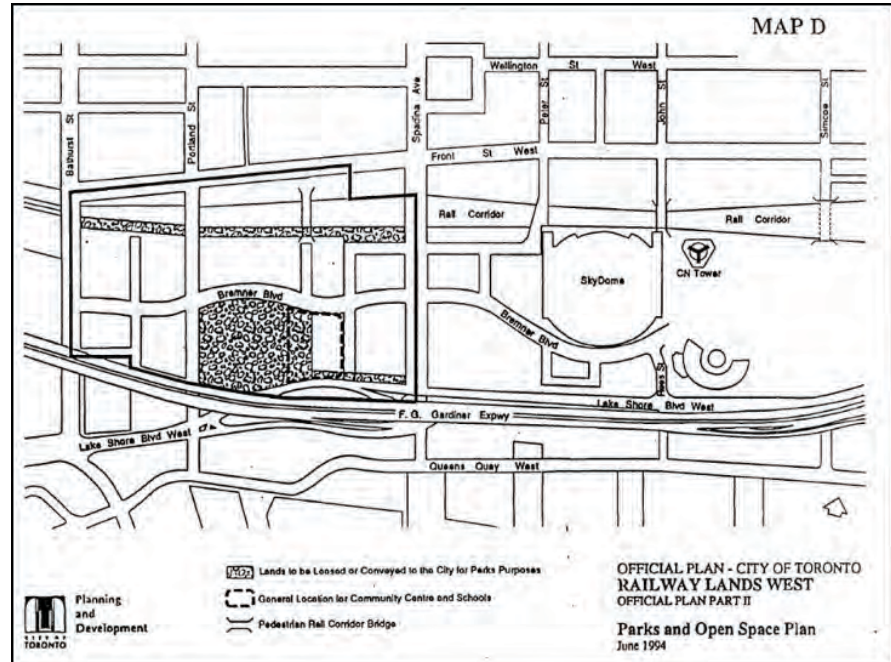 MAP D
Wellington St West
Bathurst St
Portland St
Spadina Ave
Peter St
John St
Simcoe St
Front St West
Rail Corridor
Rail Corridor
CN Tower
SkyDome
Bremner Blvd
Bremner Blvd
Rees St
Lake Shore Blvd West
F. G. Gardiner Expwy
Lake Shore Blvd West
Queens Quay West
Lands to be Leased or Conveyed to the City for Parks Purposes
General Location for Community Centre and Schools
Pedestrian Rail Corridor Bridge
Planning
and
Development
CITY OF
TORONTO
OFFICIAL PLAN - CITY OF TORONTO
RAILWAY LANDS WEST
OFFICIAL PLAN PART II
Parks and Open Space Plan
June 1994